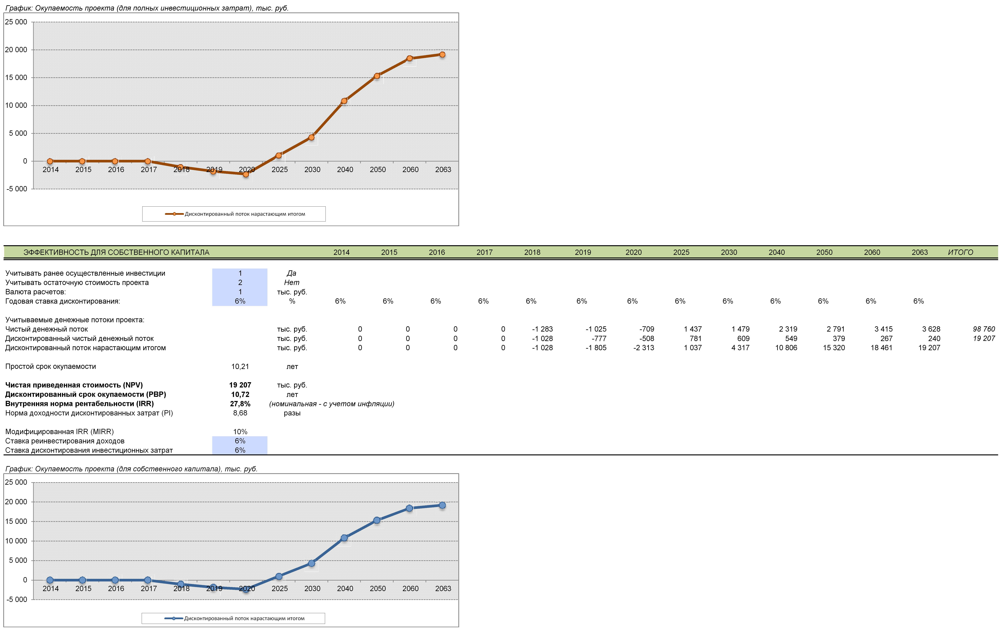 График: Окупаемость проекта (для полных инвестиционных затрат), тыс. руб.
25 000
20 000
15 000
10 000
5 000
0
2014 2015 2016 2017 2018 2019 2020 2025 2030 2040 2050 2060 2063
-5 000
Дисконтированный поток нарастающим итогом
ЭФФЕКТИВНОСТЬ ДЛЯ СОБСТВЕННОГО КАПИТАЛА 2014 2015 2016 2017 2018 2019 2020 2025 2030 2040 2050 2060 2063 ИТОГО
Учитывать ранее осуществленные инвестиции 1 Да
Учитывать остаточную стоимость проекта 2 Нет
Валюта расчетов: 1 тыс. руб.
Годовая ставка дисконтирования: 6% % 6% 6% 6% 6% 6% 6% 6% 6% 6% 6% 6% 6% 6%
Учитываемые денежные потоки проекта:
Чистый денежный поток тыс. руб. 0 0 0 0 -1 283 -1 025 -709 1 437 1 479 2 319 2 791 3 415 3 628 98 760
Дисконтированный чистый денежный поток тыс. руб. 0 0 0 0 -1 028 -777 -508 781 609 549 379 267 240 19 207
Дисконтированный поток нарастающим итогом тыс. руб. 0 0 0 0 -1 028 -1 805 -2 313 1 037 4 317 10 806 15 320 18 461 19 207
Простой срок окупаемости 10,21 лет
Чистая приведенная стоимость (NPV) 19 207 тыс. руб.
Дисконтированный срок окупаемости (PBP) 10,72 лет
Внутренняя норма рентабельности (IRR) 27,8% (номинальная - с учетом инфляции)
Норма доходности дисконтированных затрат (PI) 8,68 разы
Модифицированная IRR (MIRR) 10%
Ставка реинвестирования доходов 6%
Ставка дисконтирования инвестиционных затрат 6%
График: Окупаемость проекта (для собственного капитала), тыс. руб.
25 000
20 000
15 000
10 000
5 000
0
2014 2015 2016 2017 2018 2019 2020 2025 2030 2040 2050 2060 2063
-5 000
Дисконтированный поток нарастающим итогом